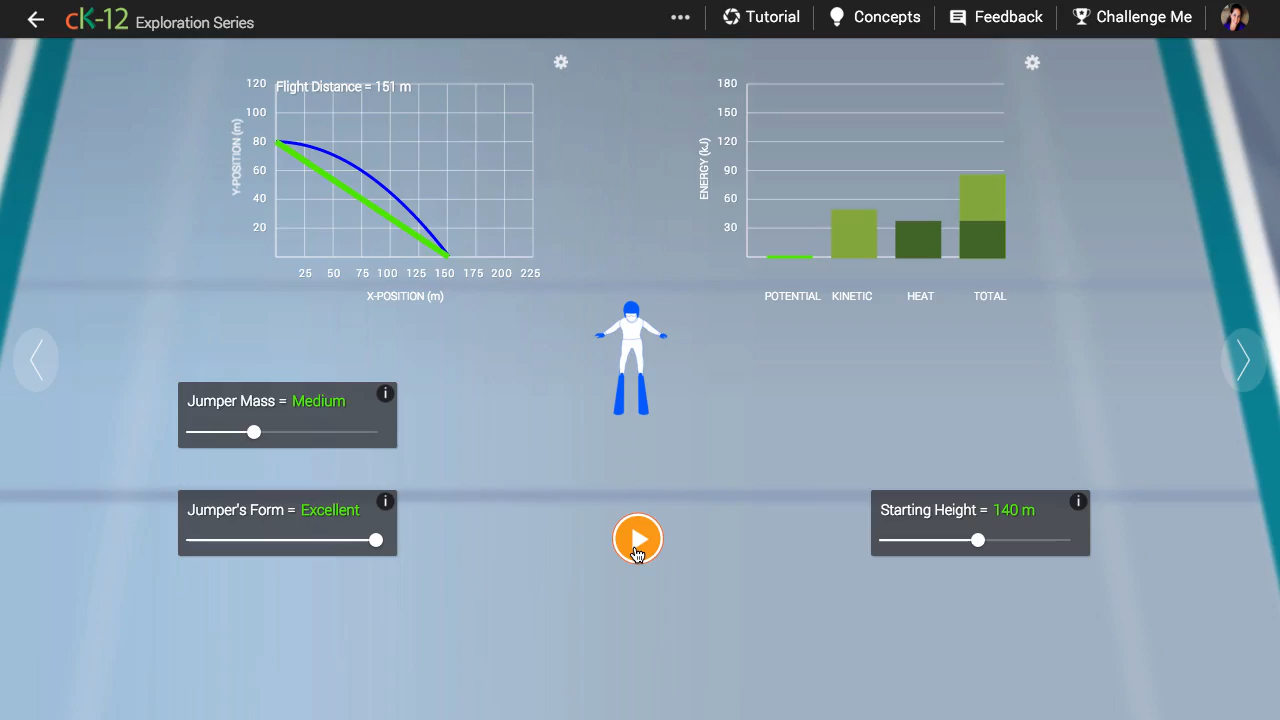 cK-12 Exploration Series
Tutorial
Concepts
Feedback
Challenge Me
Flight Distance = 151 m
120
100
80
60
40
20
Y-POSITION (m)
25 50 75 100 125 150 175 200 225
X-POSITION (m)
180
150
120
90
60
30
ENERGY (kJ)
POTENTIAL KINETIC HEAT TOTAL
Jumper Mass = Medium
i
Jumper's Form = Excellent
i
Starting Height = 140 m
i